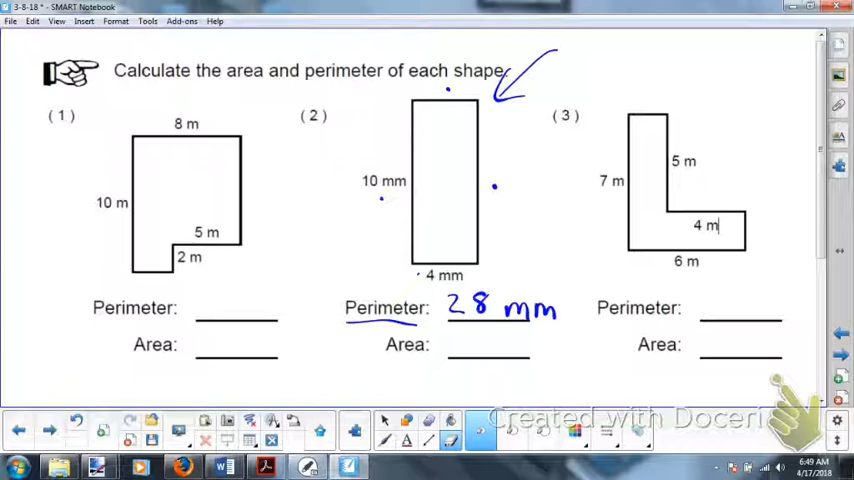 3-8-18 * - SMART Notebook
File Edit View Insert Format Tools Add-ons Help
Calculate the area and perimeter of each shape.
( 1 ) ( 2 ) ( 3 )
8 m
10 m
5 m
2 m
10 mm
4 mm
7 m
5 m
4 m
6 m
Perimeter: Perimeter: 28 mm Perimeter:
Area: Area: Area:
Created with Doceri
6:49 AM
4/17/2018